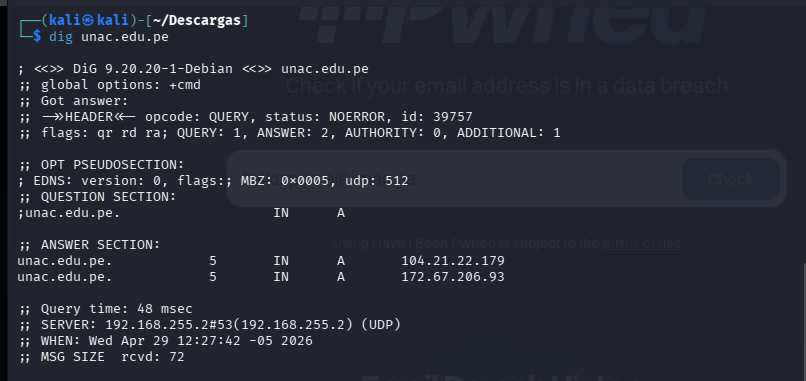 Pwned
┌──(kali㉿kali)-[~/Descargas]
└─$ dig unac.edu.pe
; <<>> DiG 9.20.20-1-Debian <<>> unac.edu.pe
Check if your email address is in a data breach
;; global options: +cmd
;; Got answer:
;; ->>HEADER<<- opcode: QUERY, status: NOERROR, id: 39757
;; flags: qr rd ra; QUERY: 1, ANSWER: 2, AUTHORITY: 0, ADDITIONAL: 1
;; OPT PSEUDOSECTION:
; EDNS: version: 0, flags:; MBZ: 0x0005, udp: 512
Check
;; QUESTION SECTION:
;unac.edu.pe. IN A
;; ANSWER SECTION:
Using Have I Been Pwned is subject to the terms of use
unac.edu.pe. 5 IN A 104.21.22.179
unac.edu.pe. 5 IN A 172.67.206.93
;; Query time: 48 msec
;; SERVER: 192.168.255.2#53(192.168.255.2) (UDP)
;; WHEN: Wed Apr 29 12:27:42 -05 2026
;; MSG SIZE rcvd: 72